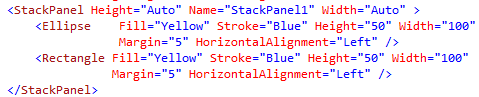 <StackPanel Height="Auto" Name="StackPanel1" Width="Auto" >
<Ellipse Fill="Yellow" Stroke="Blue" Height="50" Width="100"
Margin="5" HorizontalAlignment="Left" />
<Rectangle Fill="Yellow" Stroke="Blue" Height="50" Width="100"
Margin="5" HorizontalAlignment="Left" />
</StackPanel>